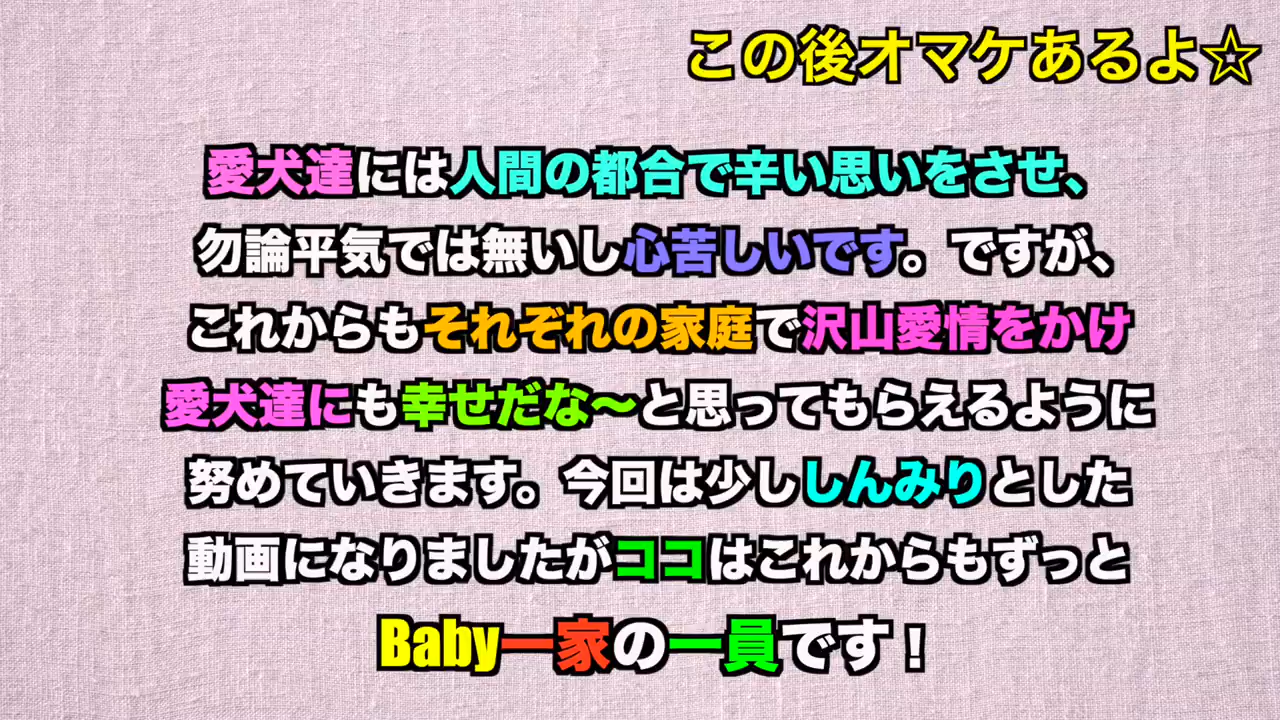 この後オマケあるよ☆
愛犬達には人間の都合で辛い思いをさせ、
勿論平気では無いし心苦しいです。ですが、
これからもそれぞれの家庭で沢山愛情をかけ
愛犬達にも幸せだな〜と思ってもらえるように
努めていきます。今回は少ししんみりとした
動画になりましたがココはこれからもずっと
Baby一家の一員です！